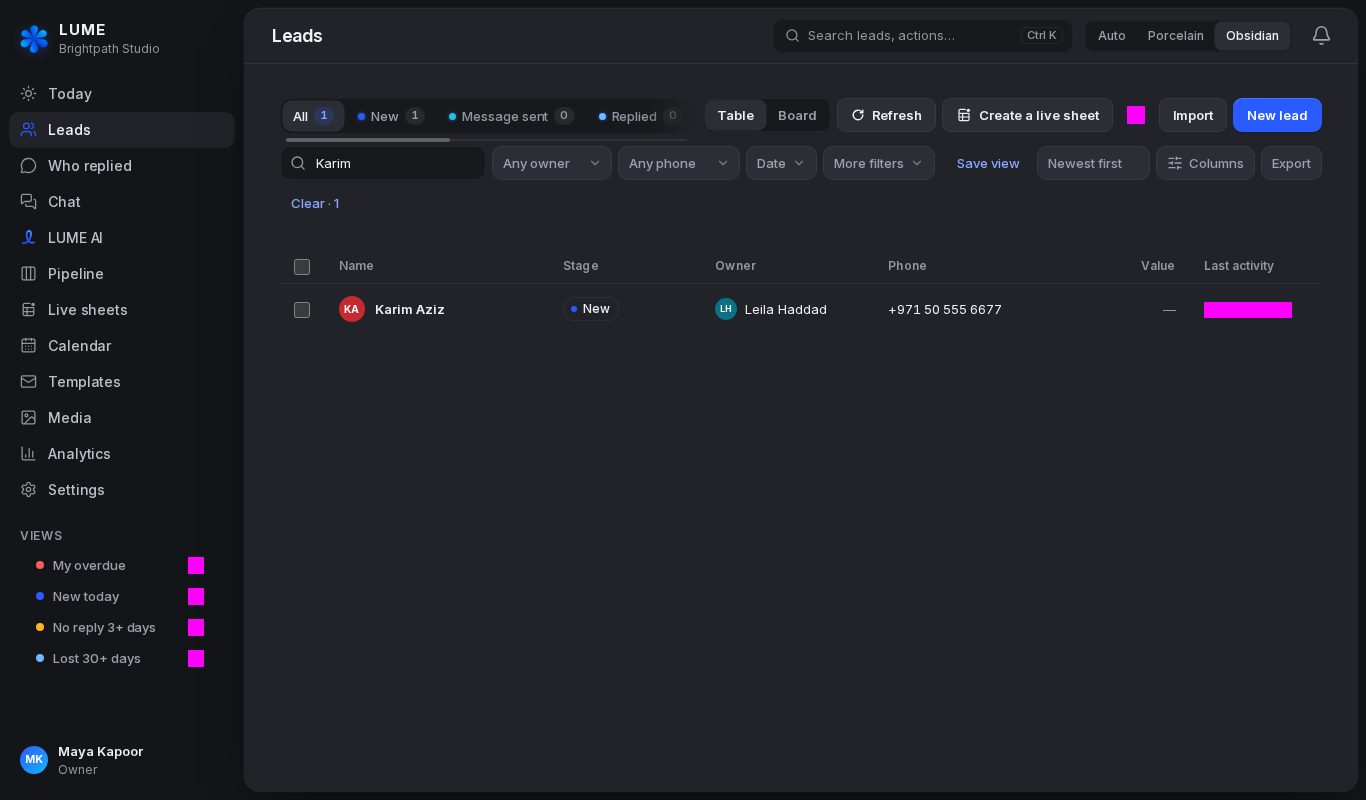 LUME
Brightpath Studio
Today
Leads
Who replied
Chat
LUME AI
Pipeline
Live sheets
Calendar
Templates
Media
Analytics
Settings
VIEWS
My overdue
New today
No reply 3+ days
Lost 30+ days
MK
Maya Kapoor
Owner
Leads
Search leads, actions… Ctrl K
Auto Porcelain Obsidian
All 1 New 1 Message sent 0 Replied 0
Table Board
Refresh
Create a live sheet
Import
New lead
Karim
Any owner
Any phone
Date
More filters
Save view
Newest first
Columns
Export
Clear · 1
Name Stage Owner Phone Value Last activity
KA Karim Aziz New LH Leila Haddad +971 50 555 6677 —